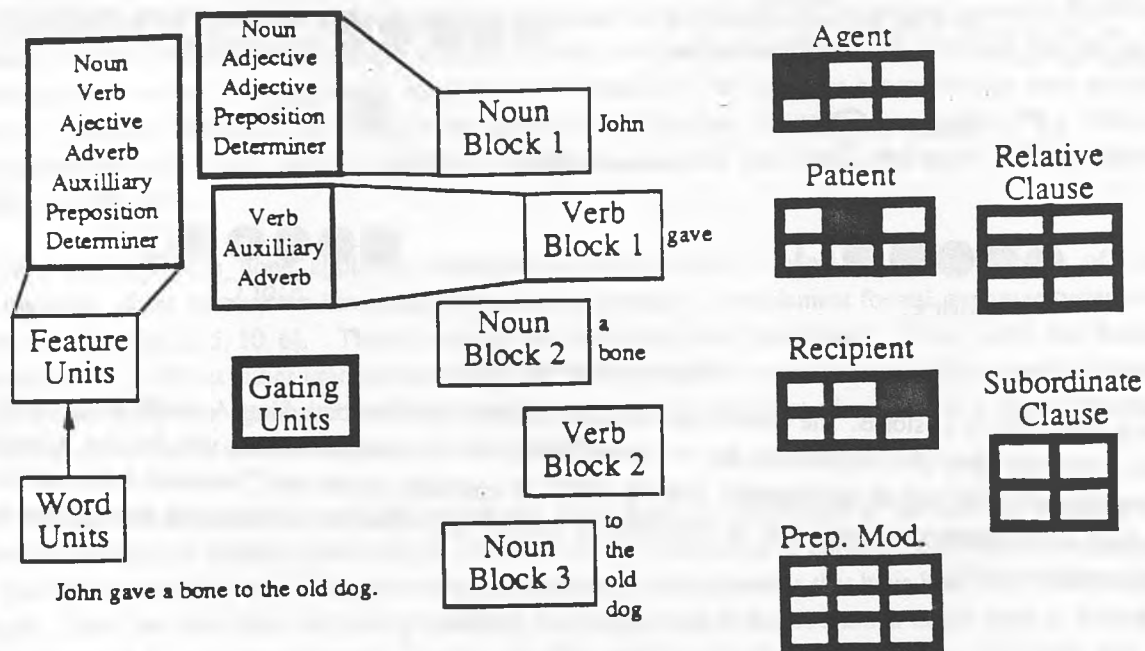 Noun
Verb
Ajective
Adverb
Auxilliary
Preposition
Determiner
Feature
Units
Word
Units
Noun
Adjective
Adjective
Preposition
Determiner
Verb
Auxilliary
Adverb
Gating
Units
Noun
Block 1
John
Verb
Block 1
gave
Noun
Block 2
a
bone
Verb
Block 2
Noun
Block 3
to
the
old
dog
John gave a bone to the old dog.
Agent
Patient
Recipient
Prep. Mod.
Relative
Clause
Subordinate
Clause